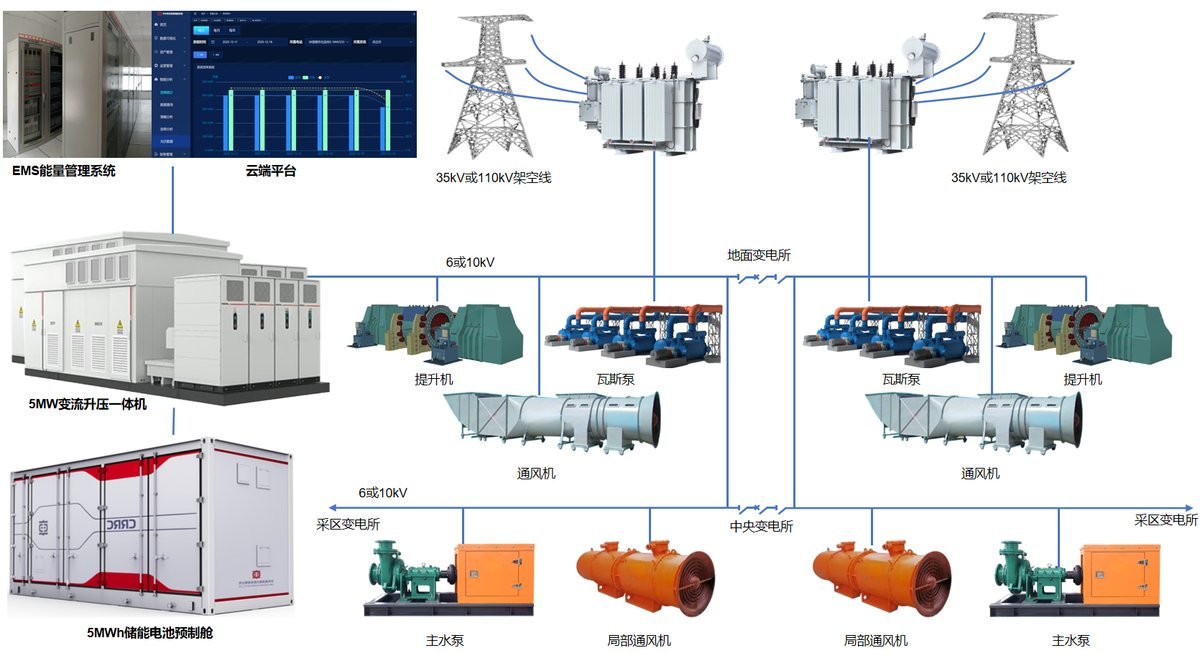 EMS能量管理系统
云端平台
35kV或110kV架空线
35kV或110kV架空线
6或10kV
地面变电所
提升机
瓦斯泵
瓦斯泵
提升机
5MW变流升压一体机
通风机
通风机
6或10kV
采区变电所
中央变电所
采区变电所
CRRC
5MWh储能电池预制舱
主水泵
局部通风机
局部通风机
主水泵